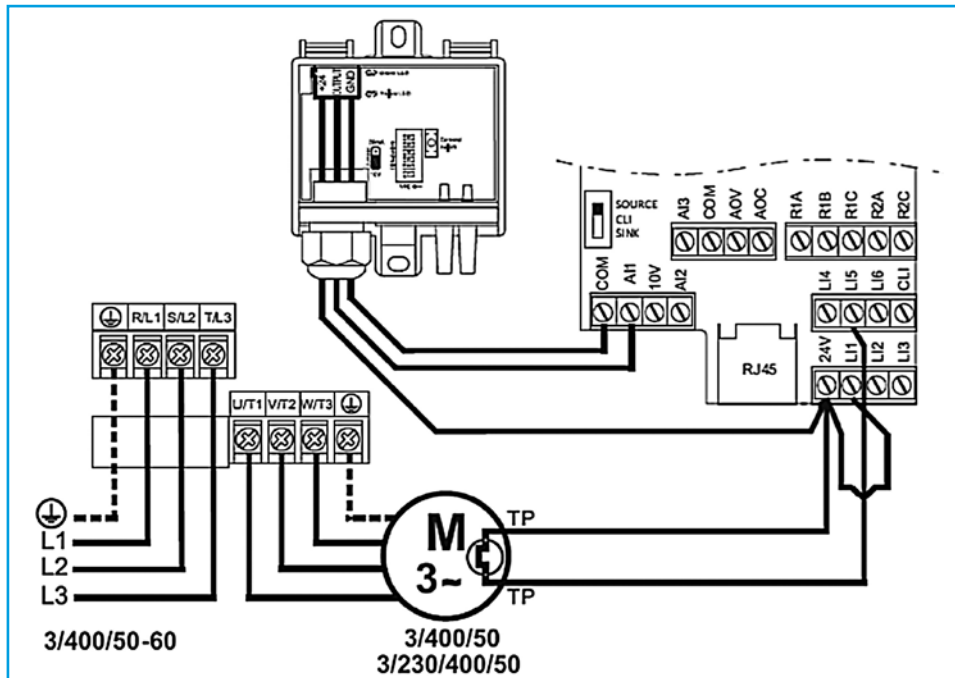 +24
OUTPUT
GND
SOURCE
CLI
SINK
AI3
COM
AOV
AOC
R1A
R1B
R1C
R2A
R2C
COM
AI1
10V
AI2
LI4
LI5
LI6
CLI
RJ45
24V
LI1
LI2
LI3
R/L1 S/L2 T/L3
U/T1 V/T2 W/T3
L1
L2
L3
M
3~
TP
TP
3/400/50-60
3/400/50
3/230/400/50